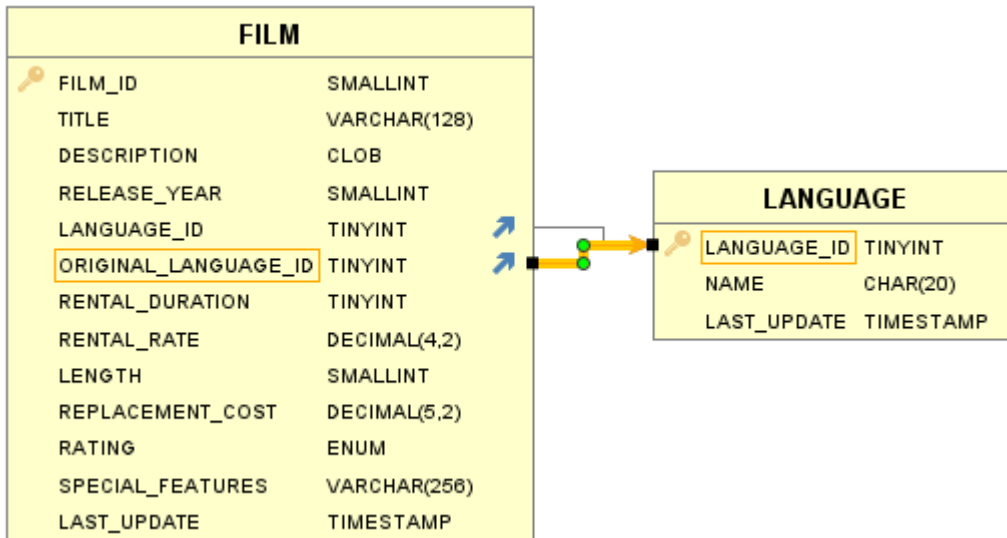 FILM
FILM_ID SMALLINT
TITLE VARCHAR(128)
DESCRIPTION CLOB
RELEASE_YEAR SMALLINT
LANGUAGE_ID TINYINT
ORIGINAL_LANGUAGE_ID TINYINT
RENTAL_DURATION TINYINT
RENTAL_RATE DECIMAL(4,2)
LENGTH SMALLINT
REPLACEMENT_COST DECIMAL(5,2)
RATING ENUM
SPECIAL_FEATURES VARCHAR(256)
LAST_UPDATE TIMESTAMP
LANGUAGE
LANGUAGE_ID TINYINT
NAME CHAR(20)
LAST_UPDATE TIMESTAMP